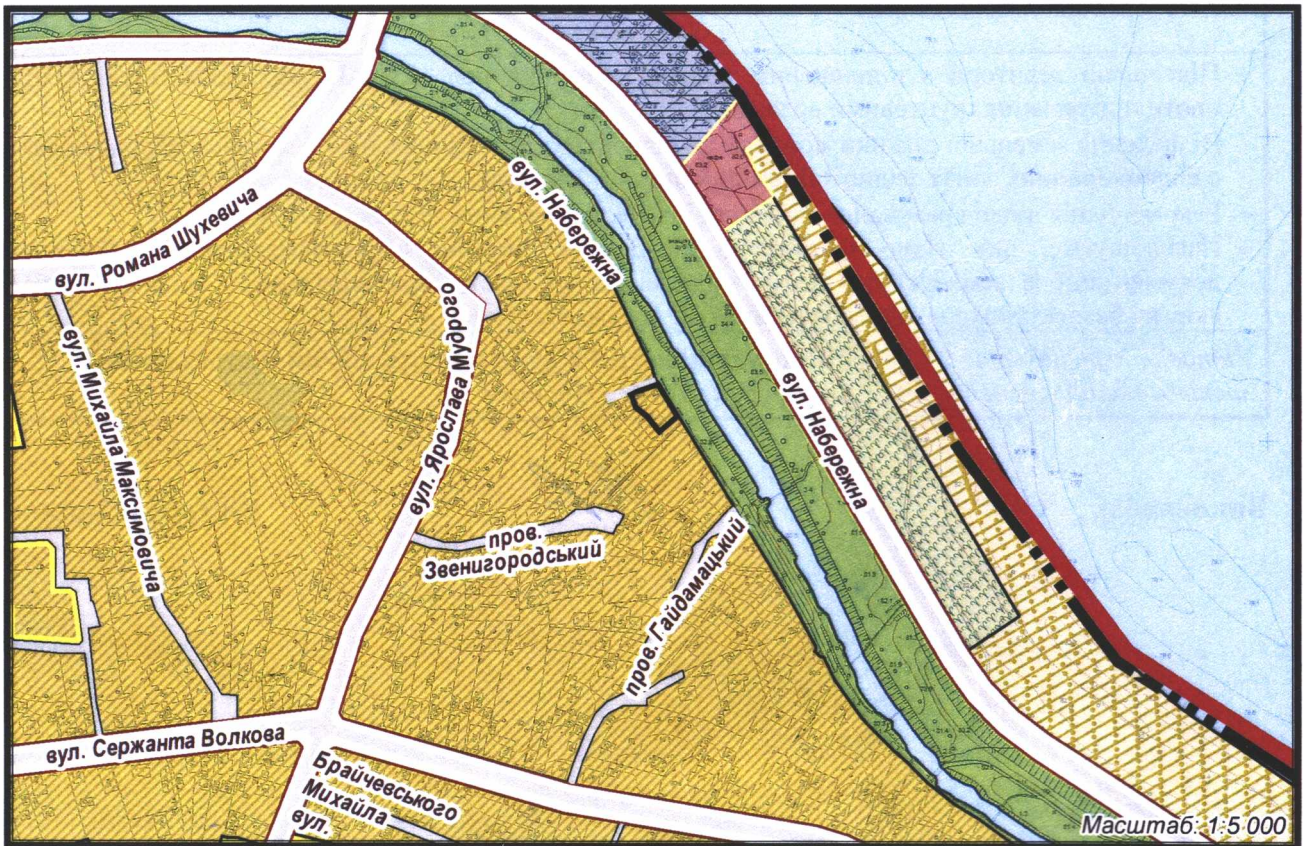 вул. Набережна
вул. Романа Шухевича
вул. Ярослава Мудрого
вул. Михайла Максимовича
вул. Набережна
пров.
Звенигородський
пров. Гайдамацький
вул. Сержанта Волкова
Брайчевського
Михайла
вул.
Масштаб: 1:5 000